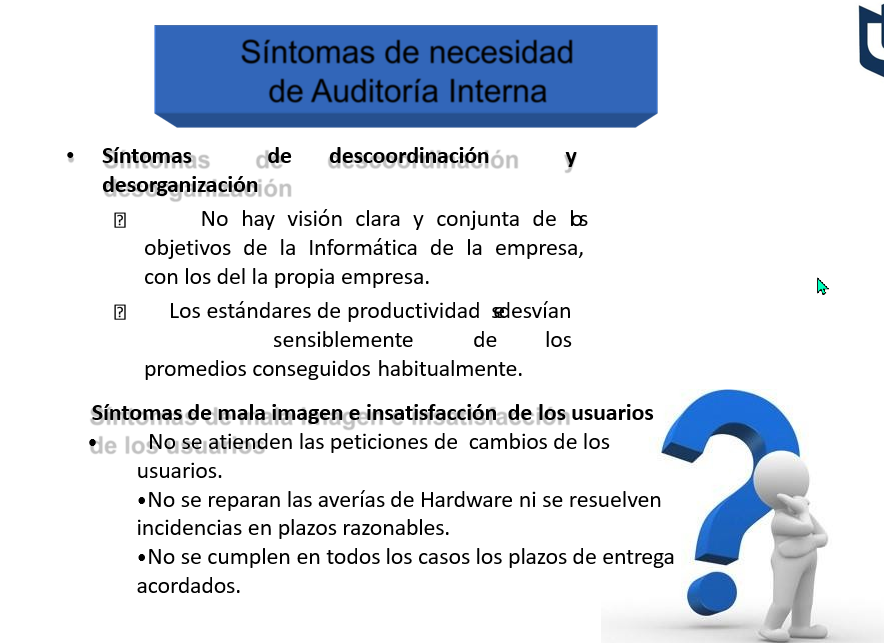 Síntomas de necesidad
de Auditoría Interna
• Síntomas de descoordinación y
desorganización
No hay visión clara y conjunta de los
objetivos de la Informática de la empresa,
con los del la propia empresa.
Los estándares de productividad se desvían
sensiblemente de los
promedios conseguidos habitualmente.
Síntomas de mala imagen e insatisfacción de los usuarios
• No se atienden las peticiones de cambios de los
usuarios.
•No se reparan las averías de Hardware ni se resuelven
incidencias en plazos razonables.
•No se cumplen en todos los casos los plazos de entrega
acordados.